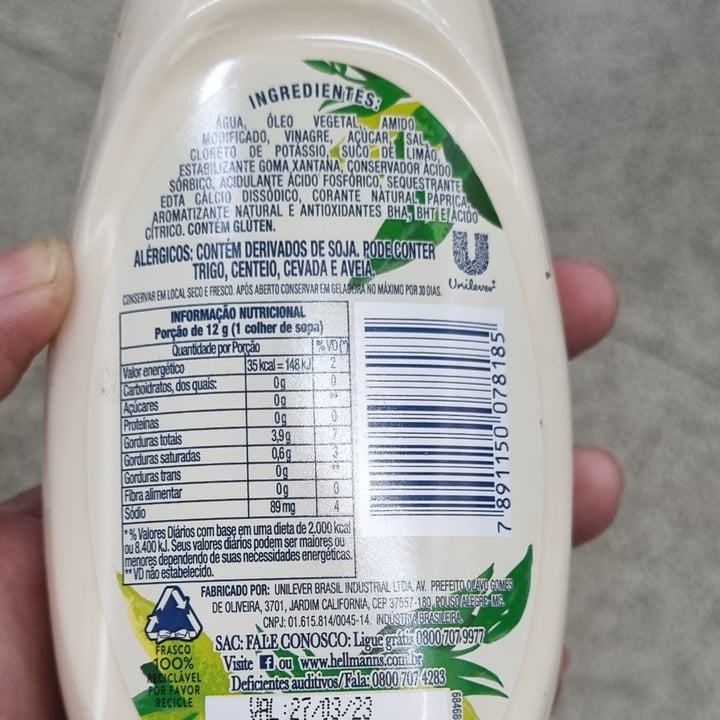 INGREDIENTES:
ÁGUA, ÓLEO VEGETAL, AMIDO
MODIFICADO, VINAGRE, AÇÚCAR, SAL,
CLORETO DE POTÁSSIO, SUCO DE LIMÃO,
ESTABILIZANTE GOMA XANTANA, CONSERVADOR ÁCIDO
SÓRBICO, ACIDULANTE ÁCIDO FOSFÓRICO, SEQUESTRANTE
EDTA CÁLCIO DISSÓDICO, CORANTE NATURAL PÁPRICA,
AROMATIZANTE NATURAL E ANTIOXIDANTES BHA, BHT E ÁCIDO
CÍTRICO. CONTÉM GLÚTEN.
ALÉRGICOS: CONTÉM DERIVADOS DE SOJA. PODE CONTER
TRIGO, CENTEIO, CEVADA E AVEIA.
Unilever
CONSERVAR EM LOCAL SECO E FRESCO. APÓS ABERTO CONSERVAR EM GELADEIRA NO MÁXIMO POR 30 DIAS.
INFORMAÇÃO NUTRICIONAL
Porção de 12 g (1 colher de sopa)
Quantidade por Porção %VD(*)
Valor energético 35 kcal = 148 kJ 2
Carboidratos, dos quais: 0 g 0
Açúcares 0 g **
Proteínas 0 g 0
Gorduras totais 3,9 g 7
Gorduras saturadas 0,6 g 3
Gorduras trans 0 g **
Fibra alimentar 0 g 0
Sódio 89 mg 4
* % Valores Diários com base em uma dieta de 2.000 kcal
ou 8.400 kJ. Seus valores diários podem ser maiores ou
menores dependendo de suas necessidades energéticas.
** VD não estabelecido.
7 891150 078185
FABRICADO POR: UNILEVER BRASIL INDUSTRIAL LTDA. AV. PREFEITO OLAVO GOMES
DE OLIVEIRA, 3701, JARDIM CALIFORNIA, CEP 37557-180, POUSO ALEGRE-MG.
CNPJ: 01.615.814/0045-14. INDÚSTRIA BRASILEIRA.
SAC: FALE CONOSCO: Ligue grátis 0800 707 9977
Visite f ou www.hellmanns.com.br
Deficientes auditivos/Fala: 0800 707 4283
FRASCO
100%
RECICLÁVEL
POR FAVOR
RECICLE
VAL:27/03/23